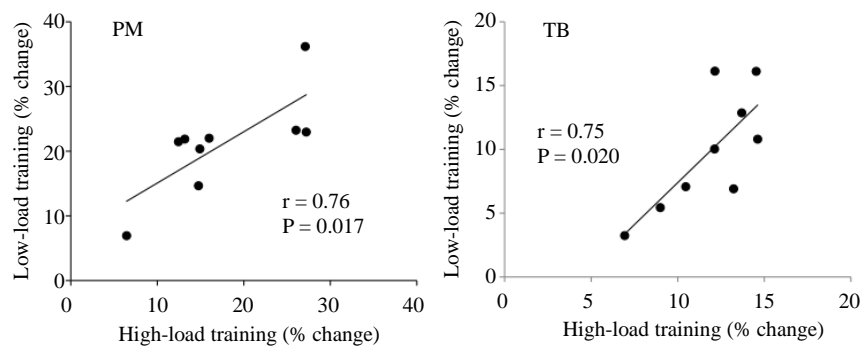 PM
40
30
20
10
0
0 10 20 30 40
Low-load training (% change)
High-load training (% change)
r = 0.76
P = 0.017
TB
20
15
10
5
0
0 5 10 15 20
Low-load training (% change)
High-load training (% change)
r = 0.75
P = 0.020